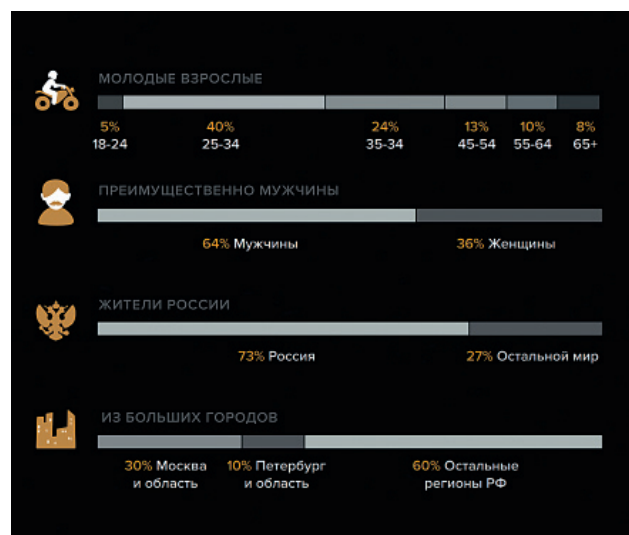 МОЛОДЫЕ ВЗРОСЛЫЕ
5% 40% 24% 13% 10% 8%
18-24 25-34 35-34 45-54 55-64 65+
ПРЕИМУЩЕСТВЕННО МУЖЧИНЫ
64% Мужчины 36% Женщины
ЖИТЕЛИ РОССИИ
73% Россия 27% Остальной мир
ИЗ БОЛЬШИХ ГОРОДОВ
30% Москва 10% Петербург 60% Остальные
и область и область регионы РФ